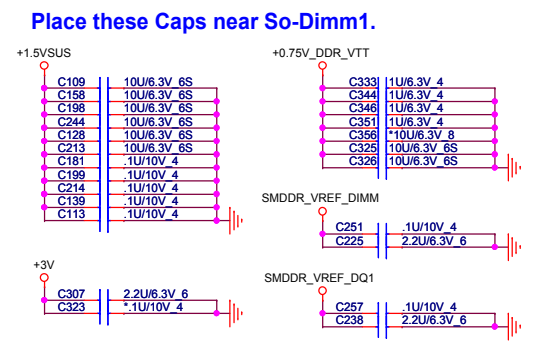 Place these Caps near So-Dimm1.
+1.5VSUS
C109 10U/6.3V_6S
C158 10U/6.3V_6S
C198 10U/6.3V_6S
C244 10U/6.3V_6S
C128 10U/6.3V_6S
C213 10U/6.3V_6S
C181 .1U/10V_4
C199 .1U/10V_4
C214 .1U/10V_4
C139 .1U/10V_4
C113 .1U/10V_4
+3V
C307 2.2U/6.3V_6
C323 *.1U/10V_4
+0.75V_DDR_VTT
C333 1U/6.3V_4
C344 1U/6.3V_4
C346 1U/6.3V_4
C351 1U/6.3V_4
C356 *10U/6.3V_8
C325 10U/6.3V_6S
C326 10U/6.3V_6S
SMDDR_VREF_DIMM
C251 .1U/10V_4
C225 2.2U/6.3V_6
SMDDR_VREF_DQ1
C257 .1U/10V_4
C238 2.2U/6.3V_6